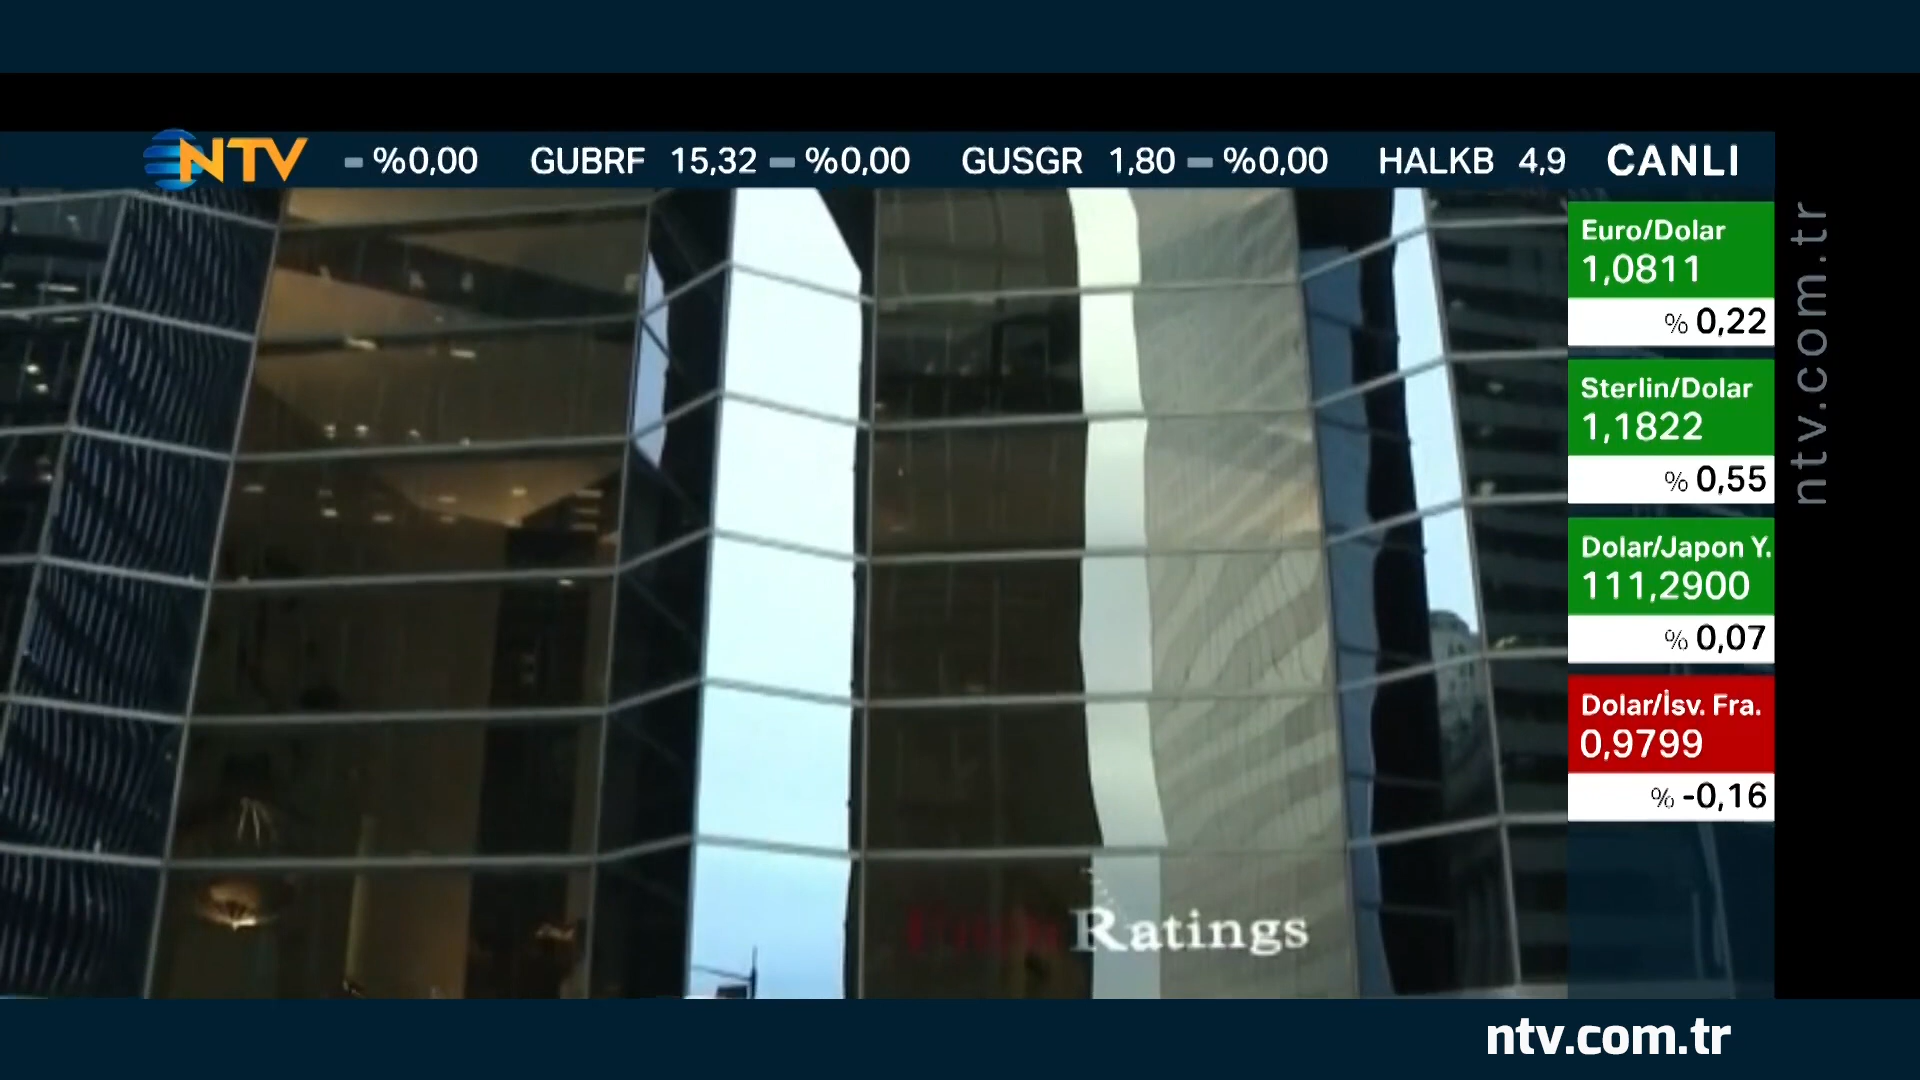 NTV %0,00 GUBRF 15,32 %0,00 GUSGR 1,80 %0,00 HALKB 4,9 CANLI
Euro/Dolar
1,0811
% 0,22
Sterlin/Dolar
1,1822
% 0,55
Dolar/Japon Y.
111,2900
% 0,07
Dolar/İsv. Fra.
0,9799
% -0,16
ntv.com.tr
Fitch Ratings
ntv.com.tr